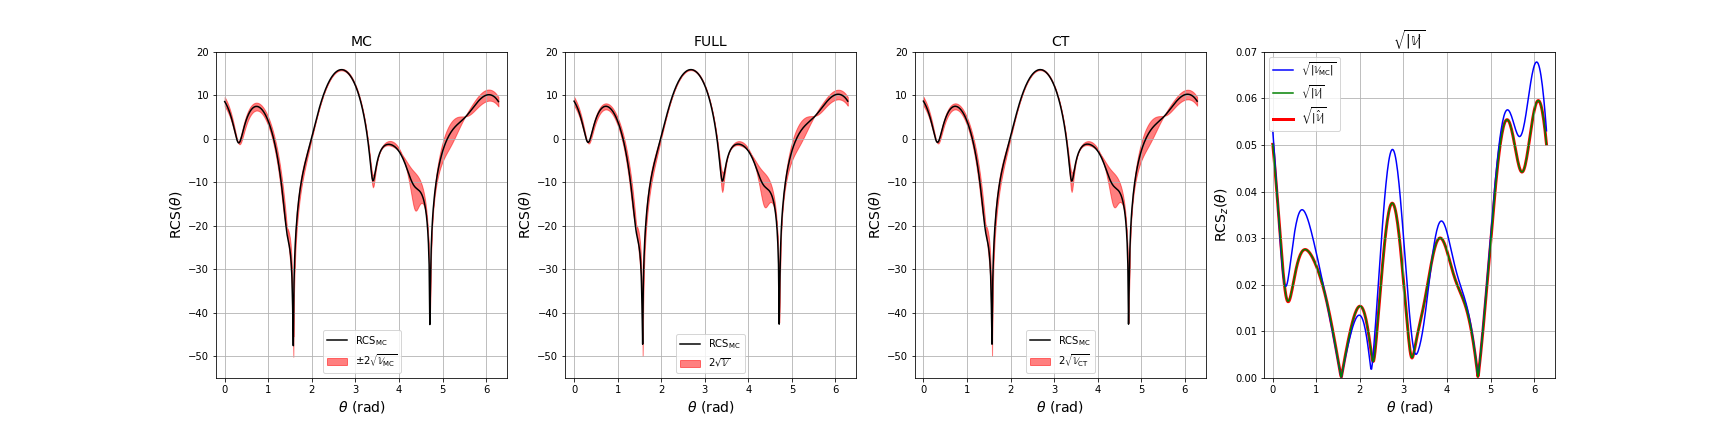 MC
20
10
0
−10
−20
−30
−40
−50
RCS(θ)
0 1 2 3 4 5 6
θ (rad)
RCS_MC
±2√𝕍_MC
FULL
20
10
0
−10
−20
−30
−40
−50
RCS(θ)
0 1 2 3 4 5 6
θ (rad)
RCS_MC
2√𝕍
CT
20
10
0
−10
−20
−30
−40
−50
RCS(θ)
0 1 2 3 4 5 6
θ (rad)
RCS_MC
2√𝕍_CT
√|𝕍|
0.07
0.06
0.05
0.04
0.03
0.02
0.01
0.00
RCS_z(θ)
0 1 2 3 4 5 6
θ (rad)
√|𝕍_MC|
√|𝕍|
√|𝕍̂|